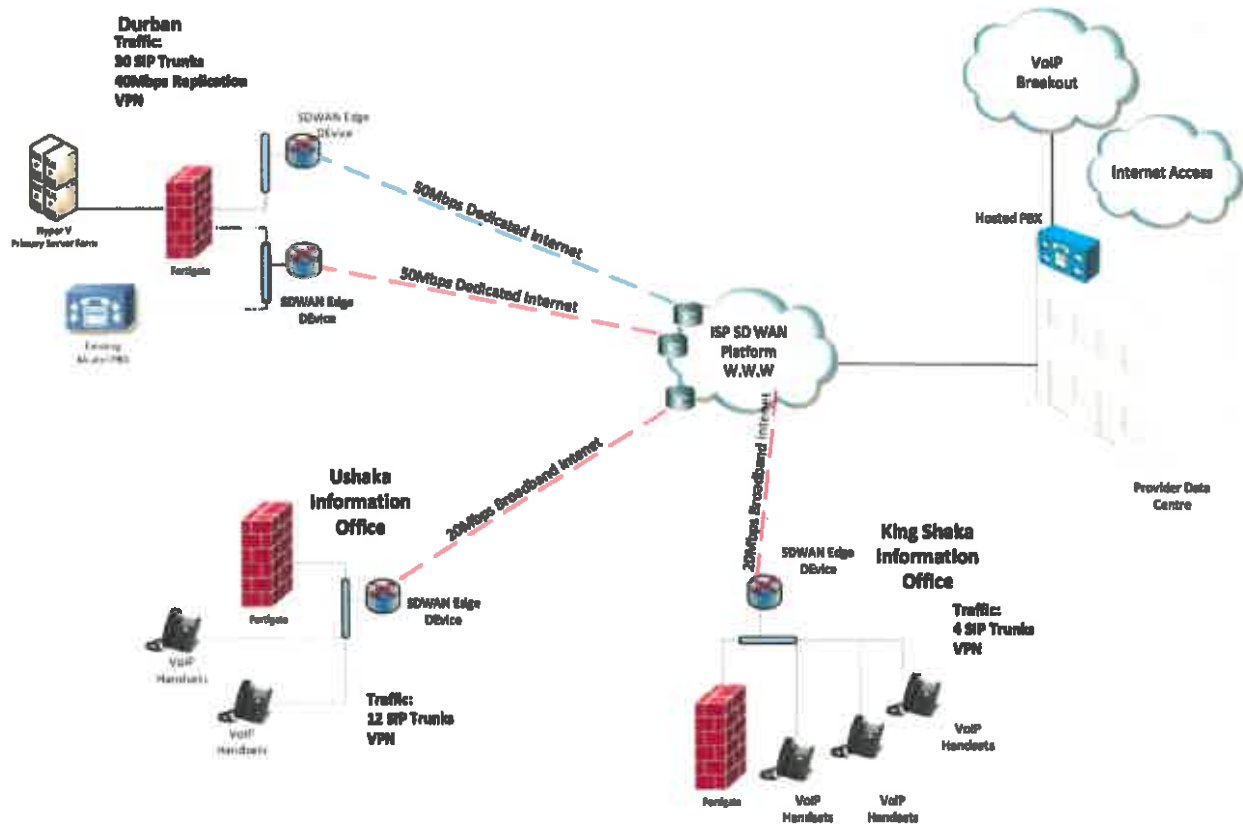 Durban
Traffic:
30 SIP Trunks
40Mbps Replication
VPN
SDWAN Edge
DEvice
Hyper V
Primary Server Farm
Fortigate
SDWAN Edge
DEvice
Existing
PBX
50Mbps Dedicated Internet
50Mbps Dedicated Internet
VoIP
Breakout
Internet Access
Hosted PBX
ISP SD WAN
Platform
W.W.W
Provider Data
Centre
20Mbps Broadband Intenet
20Mbps Broadband Intenet
Ushaka
Information
Office
Fortigate
SDWAN Edge
DEvice
VoIP
Handsets
VoIP
Handsets
Traffic:
12 SIP Trunks
VPN
King Shaka
Information
Office
SDWAN Edge
DEvice
Traffic:
4 SIP Trunks
VPN
Fortigate
VoIP
Handsets
VoIP
Handsets
VoIP
Handsets